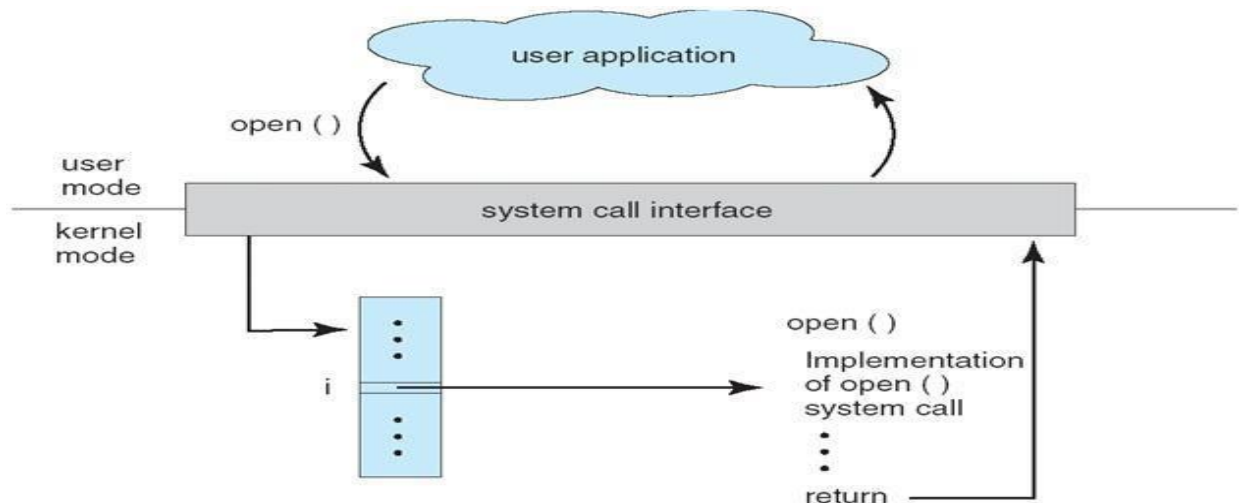 user application
open ( )
user
mode
system call interface
kernel
mode
open ( )
Implementation
of open ( )
system call
i
return